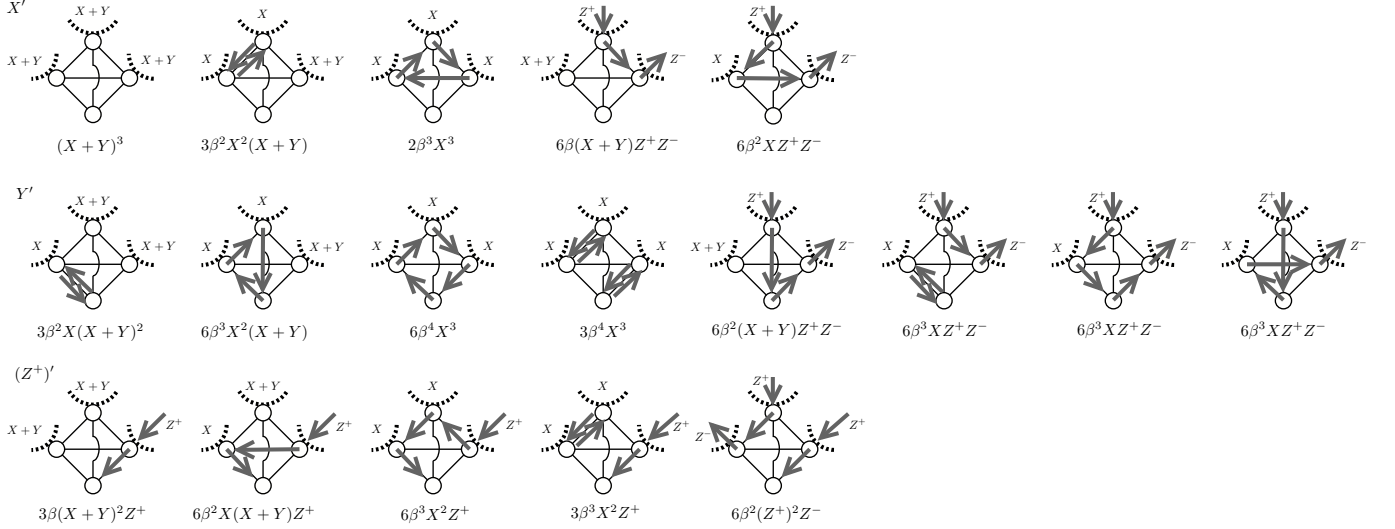 X′
X + Y
X
Z⁺
Z⁺
X + Y
X + Y
X
X + Y
X
X
X + Y
Z⁻
X
Z⁻
(X + Y)³
3β²X²(X + Y)
2β³X³
6β(X + Y)Z⁺Z⁻
6β²XZ⁺Z⁻
Y′
X + Y
X
X
Z⁺
Z⁺
Z⁺
Z⁺
X
X + Y
X
X + Y
X
X
X
X
X + Y
Z⁻
X
Z⁻
X
Z⁻
X
Z⁻
3β²X(X + Y)²
6β³X²(X + Y)
6β⁴X³
3β⁴X³
6β²(X + Y)Z⁺Z⁻
6β³XZ⁺Z⁻
6β³XZ⁺Z⁻
6β³XZ⁺Z⁻
(Z⁺)′
X + Y
X + Y
X
X
Z⁺
X + Y
Z⁺
X
Z⁺
X
Z⁺
X
Z⁺
Z⁻
Z⁺
3β(X + Y)²Z⁺
6β²X(X + Y)Z⁺
6β³X²Z⁺
3β³X²Z⁺
6β²(Z⁺)²Z⁻